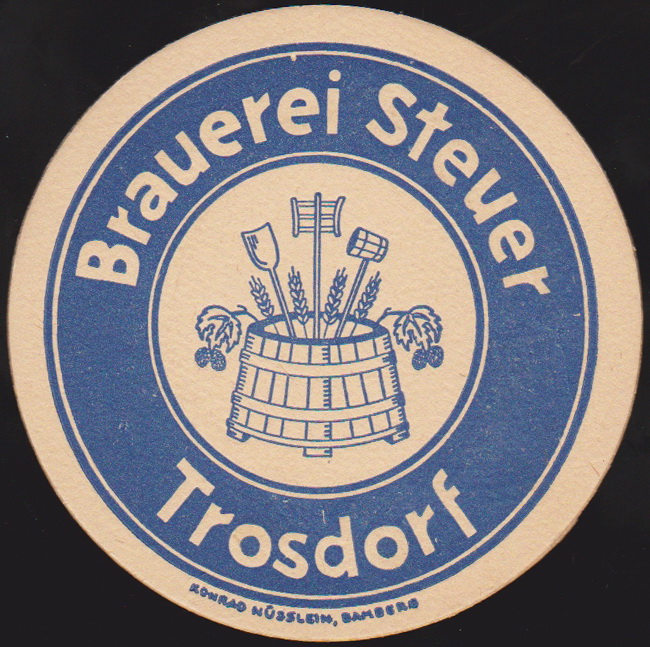 Brauerei Steuer
Trosdorf
KONRAD NÜSSLEIN, BAMBERG